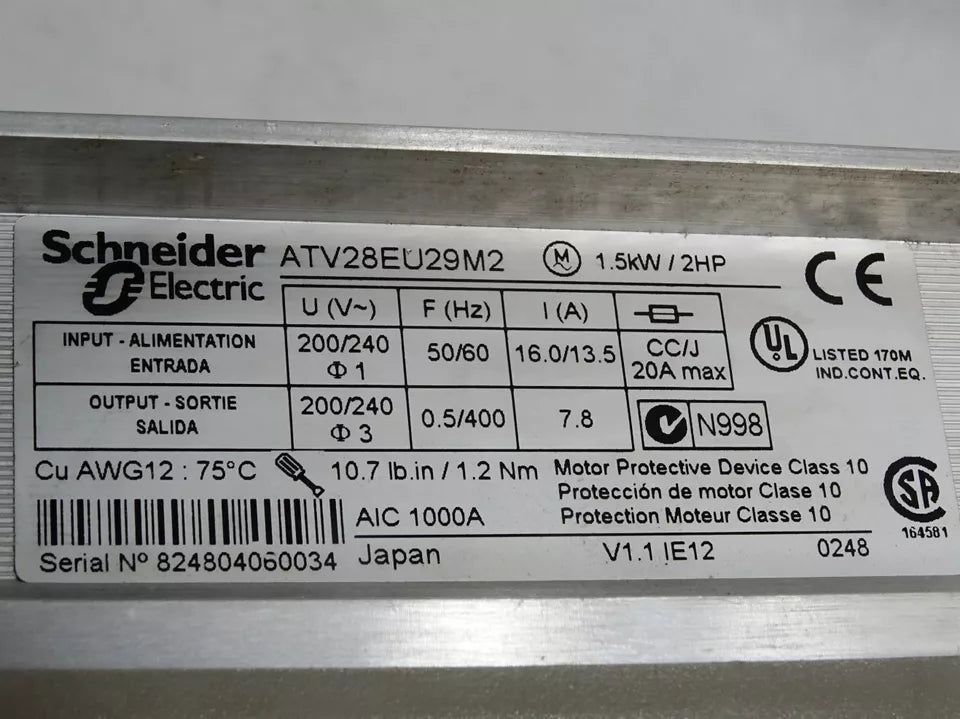 Schneider Electric
ATV28EU29M2 M 1.5kW / 2HP CE
U (V~) F (Hz) I (A)
INPUT - ALIMENTATION ENTRADA 200/240 Φ 1 50/60 16.0/13.5 CC/J 20A max
OUTPUT - SORTIE SALIDA 200/240 Φ 3 0.5/400 7.8
UL LISTED 170M
IND.CONT.EQ.
N998
Cu AWG12 : 75°C 10.7 lb.in / 1.2 Nm
Motor Protective Device Class 10
Protección de motor Clase 10
Protection Moteur Classe 10
SA
164581
AIC 1000A
Serial Nº 824804060034
Japan V1.1 IE12 0248